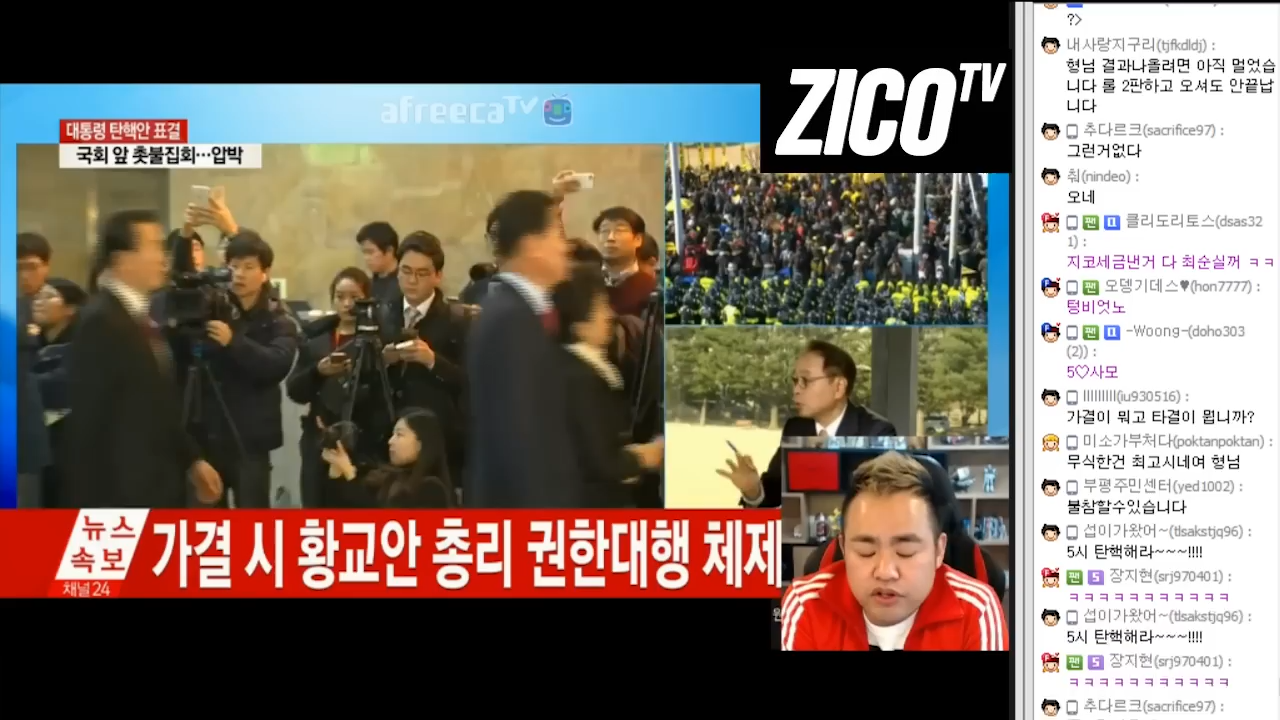 afreecaTV
ZICO TV
대통령 탄핵안 표결
국회 앞 촛불집회…압박
뉴스
속보
가결 시 황교안 총리 권한대행 체제
채널 24
?>
내사랑지구리(tjfkdldj) :
형님 결과나올려면 아직 멀었습
니다 롤 2판하고 오셔도 안끝납
니다
추다르크(sacrifice97) :
그런거없다
춰(nindeo) :
오네
팬 클리도리토스(dsas32
1) :
지코세금낸거 다 최순실꺼 ㅋㅋ
팬 오뎅기데스♥(hon7777) :
텅비엇노
팬 -Woong-(doho303
(2)) :
5♡사모
lllllllll(iu930516) :
가결이 뭐고 타결이 뭡니까?
미소가부처다(poktanpoktan) :
무식한건 최고시네여 형님
부평주민센터(yed1002) :
불참할수있습니다
섭이가왔어~(tlsakstjq96) :
5시 탄핵해라~~~!!!!
팬 S 장지현(srj970401) :
ㅋㅋㅋㅋㅋㅋㅋㅋㅋㅋㅋ
섭이가왔어~(tlsakstjq96) :
5시 탄핵해라~~~!!!!
팬 S 장지현(srj970401) :
ㅋㅋㅋㅋㅋㅋㅋㅋㅋㅋㅋ
추다르크(sacrifice97) :